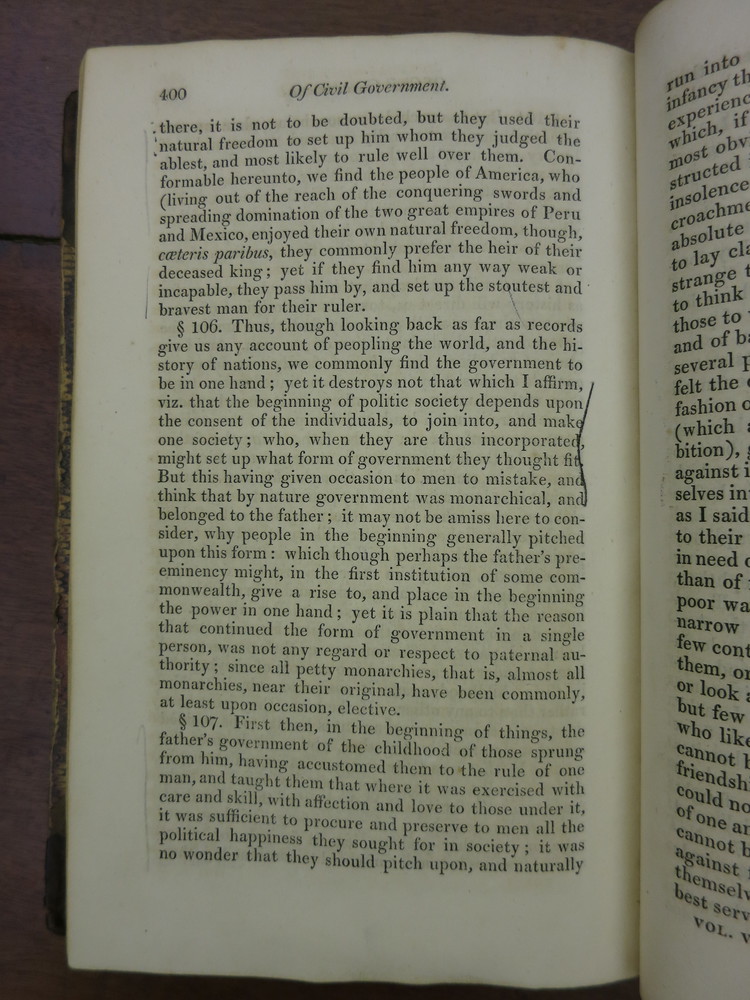 400 Of Civil Government.
there, it is not to be doubted, but they used their
natural freedom to set up him whom they judged the
ablest, and most likely to rule well over them. Con-
formable hereunto, we find the people of America, who
(living out of the reach of the conquering swords and
spreading domination of the two great empires of Peru
and Mexico, enjoyed their own natural freedom, though,
cæteris paribus, they commonly prefer the heir of their
deceased king; yet if they find him any way weak or
incapable, they pass him by, and set up the stoutest and
bravest man for their ruler.
§ 106. Thus, though looking back as far as records
give us any account of peopling the world, and the hi-
story of nations, we commonly find the government to
be in one hand; yet it destroys not that which I affirm,
viz. that the beginning of politic society depends upon
the consent of the individuals, to join into, and make
one society; who, when they are thus incorporated,
might set up what form of government they thought fit.
But this having given occasion to men to mistake, and
think that by nature government was monarchical, and
belonged to the father; it may not be amiss here to con-
sider, why people in the beginning generally pitched
upon this form: which though perhaps the father's pre-
eminency might, in the first institution of some com-
monwealth, give a rise to, and place in the beginning
the power in one hand; yet it is plain that the reason
that continued the form of government in a single
person, was not any regard or respect to paternal au-
thority; since all petty monarchies, that is, almost all
monarchies, near their original, have been commonly,
at least upon occasion, elective.
§ 107. First then, in the beginning of things, the
father's government of the childhood of those sprung
from him, having accustomed them to the rule of one
man, and taught them that where it was exercised with
care and skill, with affection and love to those under it,
it was sufficient to procure and preserve to men all the
political happiness they sought for in society; it was
no wonder that they should pitch upon, and naturally
run into
infancy th
experienc
which, if
most obv
structed
insolence
croachme
absolute
to lay cla
strange t
to think
those to
and of ba
several p
felt the
fashion o
(which a
bition),
against i
selves in
as I said
to their
in need o
than of
poor wa
narrow
few cont
them, or
or look a
but few
who like
cannot b
friendsh
could no
of one an
cannot b
against
themselv
best serv
VOL. V